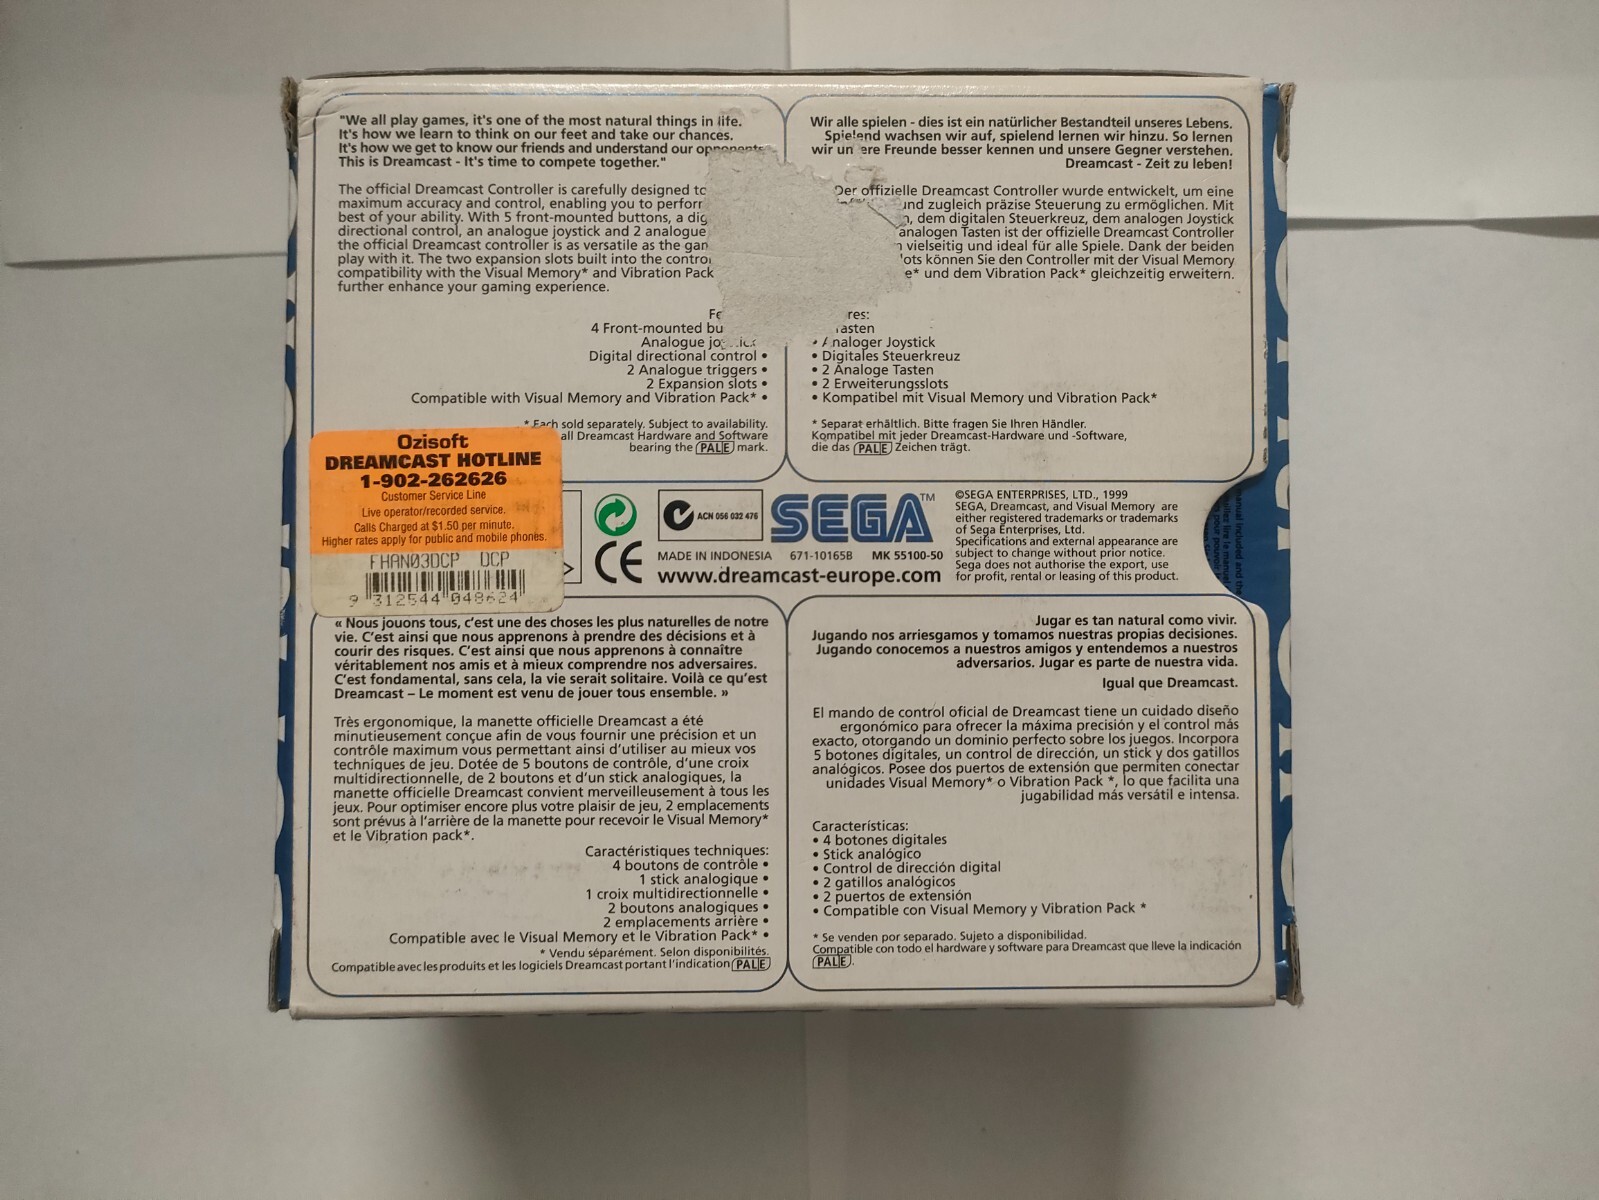 "We all play games, it's one of the most natural things in life.
It's how we learn to think on our feet and take our chances.
It's how we get to know our friends and understand our opponents.
This is Dreamcast - It's time to compete together."
The official Dreamcast Controller is carefully designed
maximum accuracy and control, enabling you to perform
best of your ability. With 5 front-mounted buttons, a
directional control, an analogue joystick and 2 analogue
the official Dreamcast controller is as versatile as the
play with it. The two expansion slots built into the
compatibility with the Visual Memory* and Vibration Pack
further enhance your gaming experience.
4 Front-mounted
Analogue
Digital directional control •
2 Analogue triggers •
2 Expansion slots •
Compatible with Visual Memory and Vibration Pack* •
* Each sold separately. Subject to availability.
all Dreamcast Hardware and Software
bearing the PAL/E mark.
Wir alle spielen - dies ist ein natürlicher Bestandteil unseres Lebens.
Spielend wachsen wir auf, spielend lernen wir hinzu. So lernen
wir unsere Freunde besser kennen und unsere Gegner verstehen.
Dreamcast - Zeit zu leben!
Der offizielle Dreamcast Controller wurde entwickelt, um eine
und zugleich präzise Steuerung zu ermöglichen. Mit
dem digitalen Steuerkreuz, dem analogen Joystick
analogen Tasten ist der offizielle Dreamcast Controller
vielseitig und ideal für alle Spiele. Dank der beiden
können Sie den Controller mit der Visual Memory
und dem Vibration Pack* gleichzeitig erweitern.
Tasten
• Analoger Joystick
• Digitales Steuerkreuz
• 2 Analoge Tasten
• 2 Erweiterungsslots
• Kompatibel mit Visual Memory und Vibration Pack*
* Separat erhältlich. Bitte fragen Sie Ihren Händler.
Kompatibel mit jeder Dreamcast-Hardware und -Software,
die das PAL/E Zeichen trägt.
Ozisoft
DREAMCAST HOTLINE
1-902-262626
Customer Service Line
Live operator/recorded service.
Calls Charged at $1.50 per minute.
Higher rates apply for public and mobile phones.
FHAN03DCP DCP
9 312544 048624
CE
ACN 056 032 476
SEGA™
MADE IN INDONESIA 671-10165B MK 55100-50
www.dreamcast-europe.com
©SEGA ENTERPRISES, LTD., 1999
SEGA, Dreamcast, and Visual Memory are
either registered trademarks or trademarks
of Sega Enterprises, Ltd.
Specifications and external appearance are
subject to change without prior notice.
Sega does not authorise the export, use
for profit, rental or leasing of this product.
« Nous jouons tous, c'est une des choses les plus naturelles de notre
vie. C'est ainsi que nous apprenons à prendre des décisions et à
courir des risques. C'est ainsi que nous apprenons à connaître
véritablement nos amis et à mieux comprendre nos adversaires.
C'est fondamental, sans cela, la vie serait solitaire. Voilà ce qu'est
Dreamcast – Le moment est venu de jouer tous ensemble. »
Très ergonomique, la manette officielle Dreamcast a été
minutieusement conçue afin de vous fournir une précision et un
contrôle maximum vous permettant ainsi d'utiliser au mieux vos
techniques de jeu. Dotée de 5 boutons de contrôle, d'une croix
multidirectionnelle, de 2 boutons et d'un stick analogiques, la
manette officielle Dreamcast convient merveilleusement à tous les
jeux. Pour optimiser encore plus votre plaisir de jeu, 2 emplacements
sont prévus à l'arrière de la manette pour recevoir le Visual Memory*
et le Vibration pack*.
Caractéristiques techniques:
4 boutons de contrôle •
1 stick analogique •
1 croix multidirectionnelle •
2 boutons analogiques •
2 emplacements arrière •
Compatible avec le Visual Memory et le Vibration Pack* •
* Vendu séparément. Selon disponibilités.
Compatible avec les produits et les logiciels Dreamcast portant l'indication PAL/E
Jugar es tan natural como vivir.
Jugando nos arriesgamos y tomamos nuestras propias decisiones.
Jugando conocemos a nuestros amigos y entendemos a nuestros
adversarios. Jugar es parte de nuestra vida.
Igual que Dreamcast.
El mando de control oficial de Dreamcast tiene un cuidado diseño
ergonómico para ofrecer la máxima precisión y el control más
exacto, otorgando un dominio perfecto sobre los juegos. Incorpora
5 botones digitales, un control de dirección, un stick y dos gatillos
analógicos. Posee dos puertos de extensión que permiten conectar
unidades Visual Memory* o Vibration Pack *, lo que facilita una
jugabilidad más versátil e intensa.
Características:
• 4 botones digitales
• Stick analógico
• Control de dirección digital
• 2 gatillos analógicos
• 2 puertos de extensión
• Compatible con Visual Memory y Vibration Pack *
* Se venden por separado. Sujeto a disponibilidad.
Compatible con todo el hardware y software para Dreamcast que lleve la indicación
PAL/E.